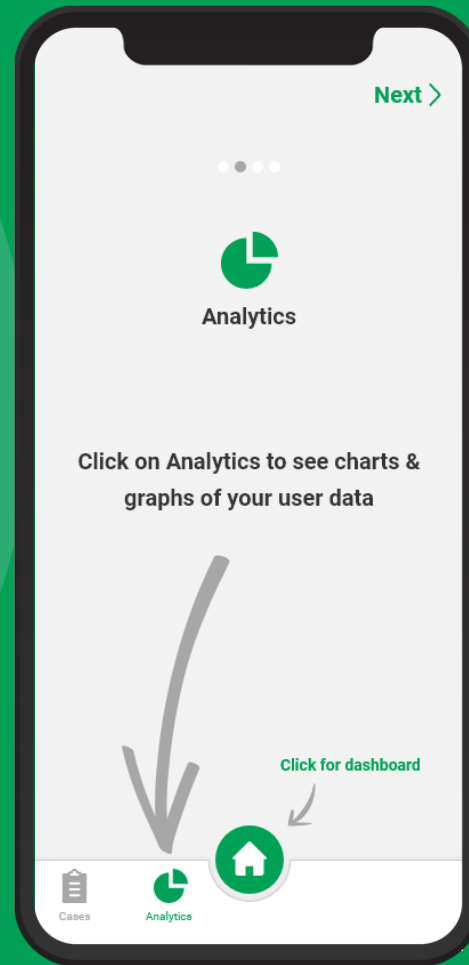 Next
Analytics
Click on Analytics to see charts &
graphs of your user data
Click for dashboard
Cases
Analytics